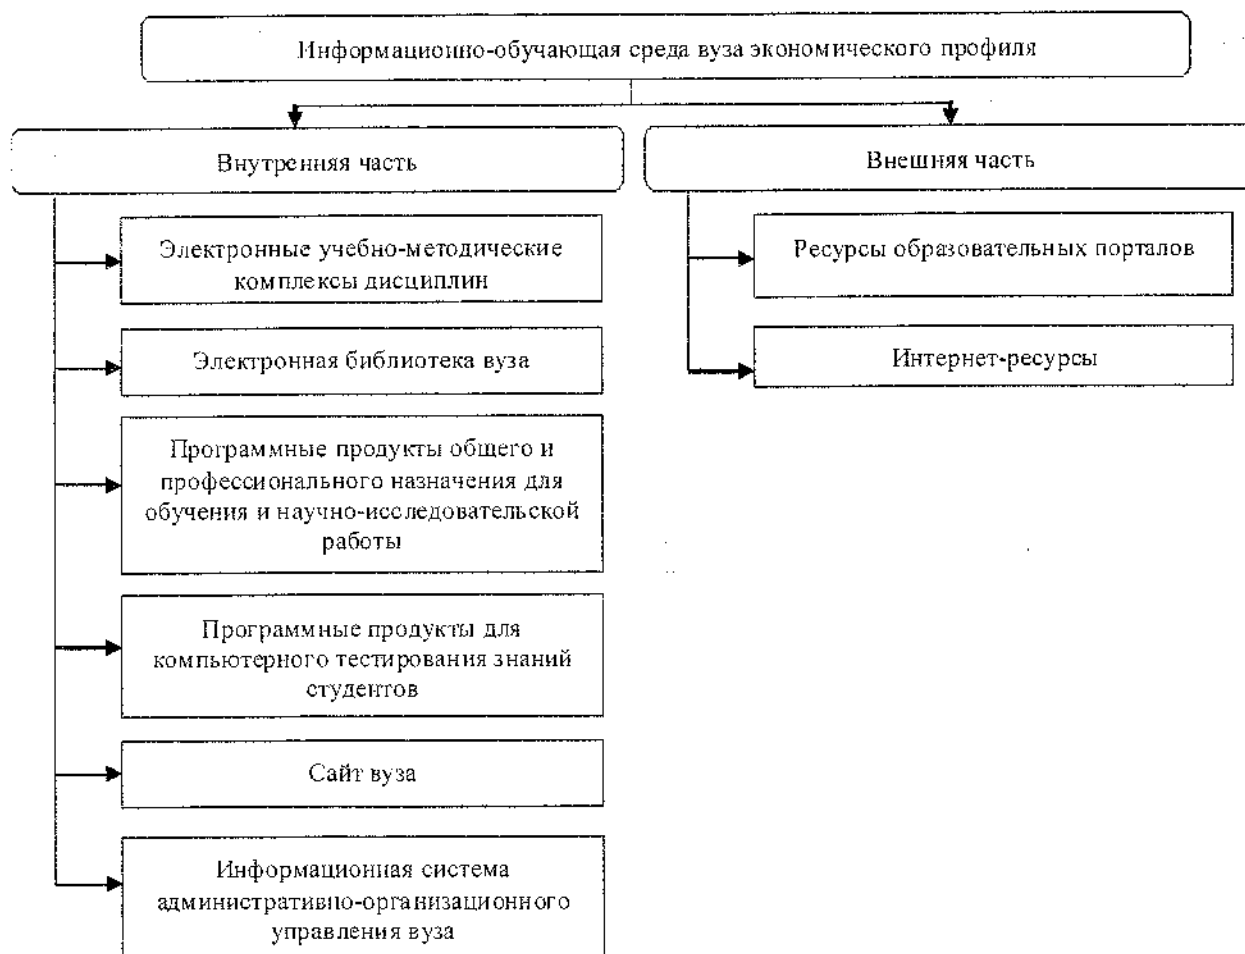 Информационно-обучающая среда вуза экономического профиля
Внутренняя часть
Внешняя часть
Электронные учебно-методические
комплексы дисциплин
Электронная библиотека вуза
Программные продукты общего и
профессионального назначения для
обучения и научно-исследовательской
работы
Программные продукты для
компьютерного тестирования знаний
студентов
Сайт вуза
Информационная система
административно-организационного
управления вуза
Ресурсы образовательных порталов
Интернет-ресурсы